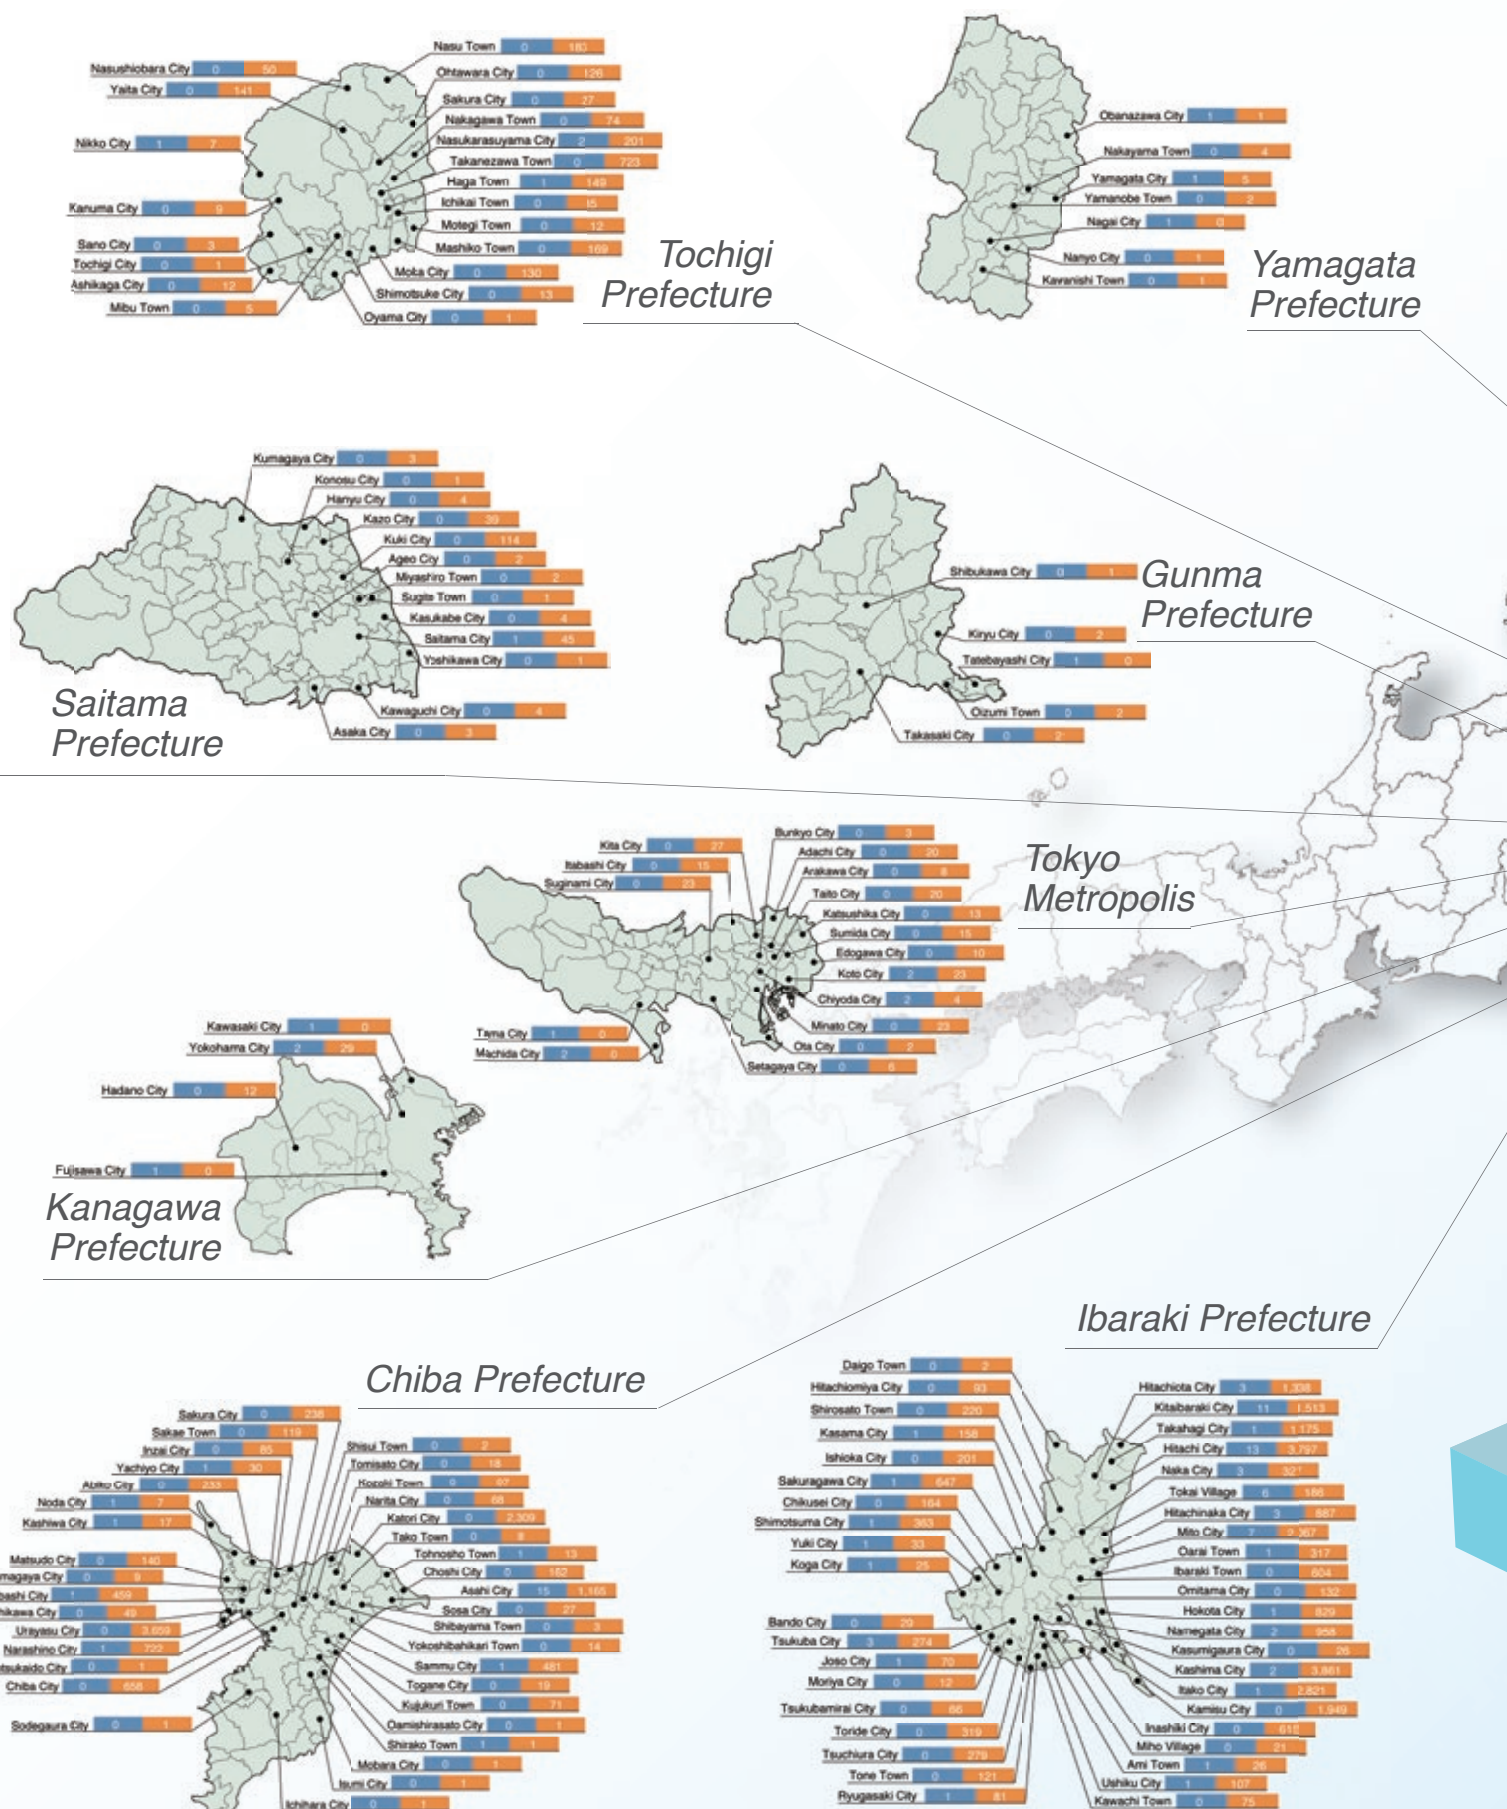 Nasu Town 0 183
Nasushiobara City 0 50
Ohtawara City 0 126
Yaita City 0 141
Sakura City 0 27
Nakagawa Town 0 74
Nikko City 1 7
Nasukarasuyama City 2 201
Takanezawa Town 0 723
Haga Town 1 149
Kanuma City 0 9
Ichikai Town 0 15
Motegi Town 0 12
Sano City 0 3
Mashiko Town 0 169
Tochigi City 0 1
Moka City 0 130
Ashikaga City 0 12
Shimotsuke City 0 13
Mibu Town 0 5
Oyama City 0 1
Tochigi
Prefecture
Obanazawa City 1 1
Nakayama Town 0 4
Yamagata City 1 5
Yamanobe Town 0 2
Nagai City 1 0
Nanyo City 0 1
Kawanishi Town 0 1
Yamagata
Prefecture
Kumagaya City 0 3
Konosu City 0 1
Hanyu City 0 4
Kazo City 0 39
Kuki City 0 114
Ageo City 0 2
Miyashiro Town 0 2
Sugito Town 0 1
Kasukabe City 0 4
Saitama City 1 45
Yoshikawa City 0 1
Kawaguchi City 0 4
Asaka City 0 3
Saitama
Prefecture
Shibukawa City 0 1
Kiryu City 0 2
Tatebayashi City 1 0
Oizumi Town 0 2
Takasaki City 0
Gunma
Prefecture
Bunkyo City 0 3
Kita City 0 27
Adachi City 0 20
Itabashi City 0 15
Arakawa City 0 8
Suginami City 0 23
Taito City 0 20
Katsushika City 0 13
Sumida City 0 15
Edogawa City 0 10
Koto City 2 23
Chiyoda City 2 4
Minato City 0 23
Tama City 1 0
Ota City 0 2
Machida City 2 0
Setagaya City 0 6
Tokyo
Metropolis
Kawasaki City 1 0
Yokohama City 2 29
Hadano City 0 12
Fujisawa City 1 0
Kanagawa
Prefecture
Chiba Prefecture
Sakura City 0 238
Sakae Town 0 119
Inzai City 0 85
Yachiyo City 1 30
Abiko City 0 233
Noda City 1 7
Kashiwa City 1 17
Matsudo City 0 140
magaya City 0 9
bashi City 1 459
hikawa City 0 49
Urayasu City 0 3,659
Narashino City 1 722
tsukaido City 0 1
Chiba City 0 658
Sodegaura City 0 1
Shisui Town 0 2
Tomisato City 0 18
Kozaki Town 0 67
Narita City 0 68
Katori City 0 2,309
Tako Town 0 8
Tohnosho Town 1 13
Choshi City 0 162
Asahi City 15 1,165
Sosa City 0 27
Shibayama Town 0 3
Yokoshibahikari Town 0 14
Sammu City 1 481
Togane City 0 19
Kujukuri Town 0 71
Oamishirasato City 0 1
Shirako Town 1 1
Mobara City 0 1
Isumi City 0 1
Ichihara City 0 1
Ibaraki Prefecture
Daigo Town 0 2
Hitachiomiya City 0 93
Shirosato Town 0 220
Kasama City 1 158
Ishioka City 0 201
Sakuragawa City 1 647
Chikusei City 0 164
Shimotsuma City 1 363
Yuki City 1 33
Koga City 1 25
Bando City 0 29
Tsukuba City 3 274
Joso City 1 70
Moriya City 0 12
Tsukubamirai City 0 66
Toride City 0 319
Tsuchiura City 0 279
Tone Town 0 121
Ryugasaki City 1 81
Hitachiota City 3 1,338
Kitaibaraki City 11 1,513
Takahagi City 1 1,175
Hitachi City 13 3,797
Naka City 3
Tokai Village 6 186
Hitachinaka City 3 887
Mito City 7 2,367
Oarai Town 1 317
Ibaraki Town 0 604
Omitama City 0 132
Hokota City 1 829
Namegata City 2 958
Kasumigaura City 0 26
Kashima City 2 3,861
Itako City 1 2,821
Kamisu City 0 1,949
Inashiki City 0
Miho Village 0 21
Ami Town 1 26
Ushiku City 1 107
Kawachi Town 0 75